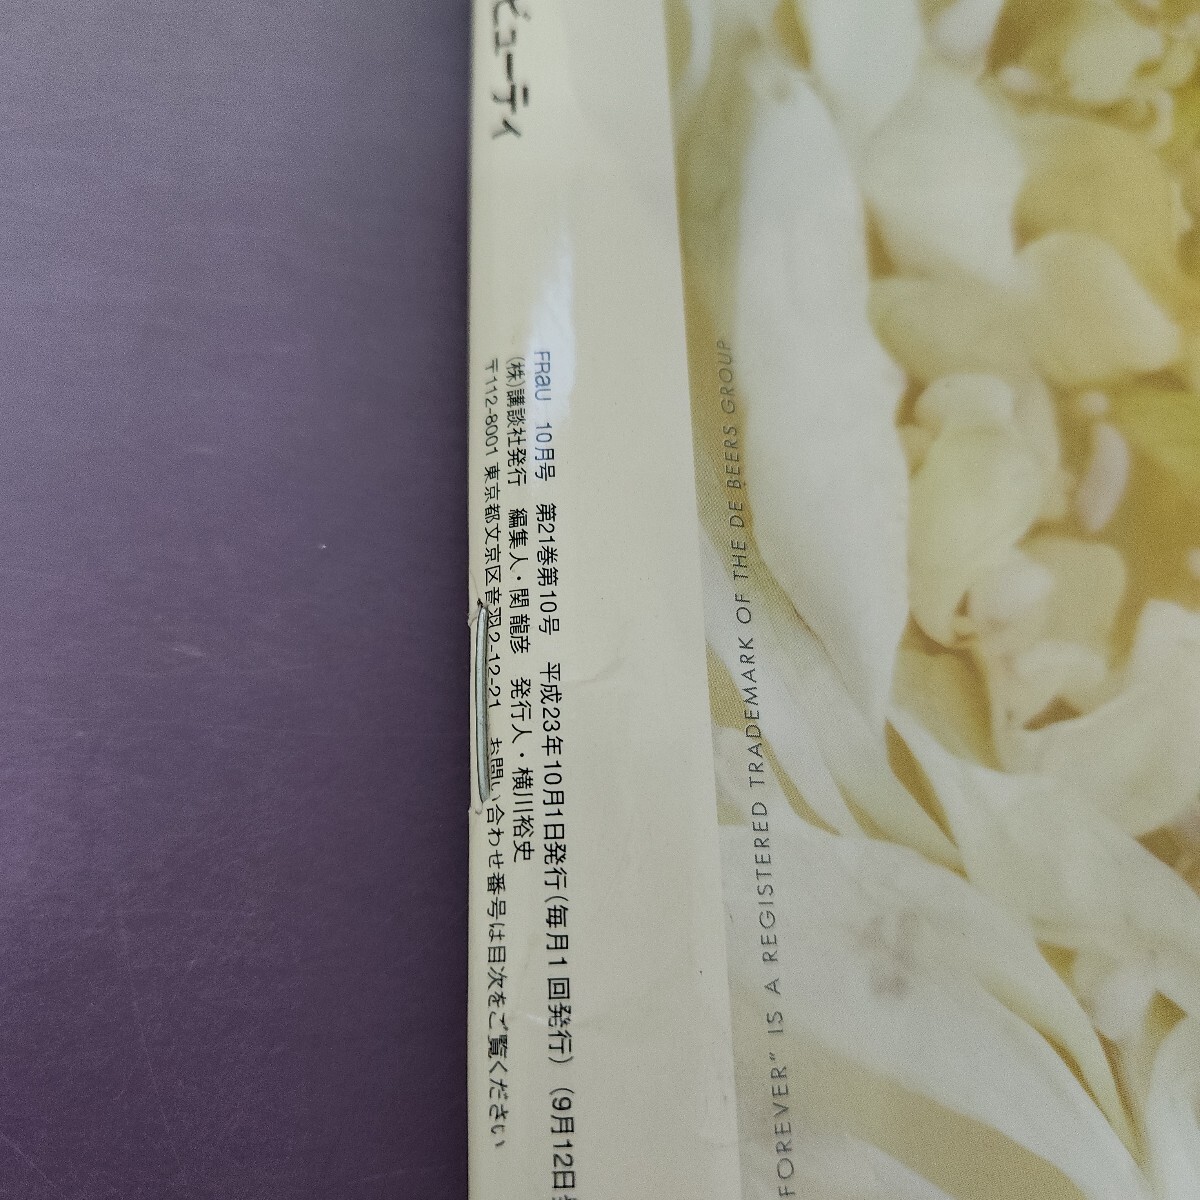 ビューティ
FRaU 10月号 第21巻第10号 平成23年10月1日発行(毎月1回発行) (9月12日
(株)講談社発行 編集人・関 龍彦 発行人・横川裕史
〒112-8001 東京都文京区音羽2-12-21 お問い合わせ番号は目次をご覧ください
FOREVER" IS A REGISTERED TRADEMARK OF THE DE BEERS GROUP